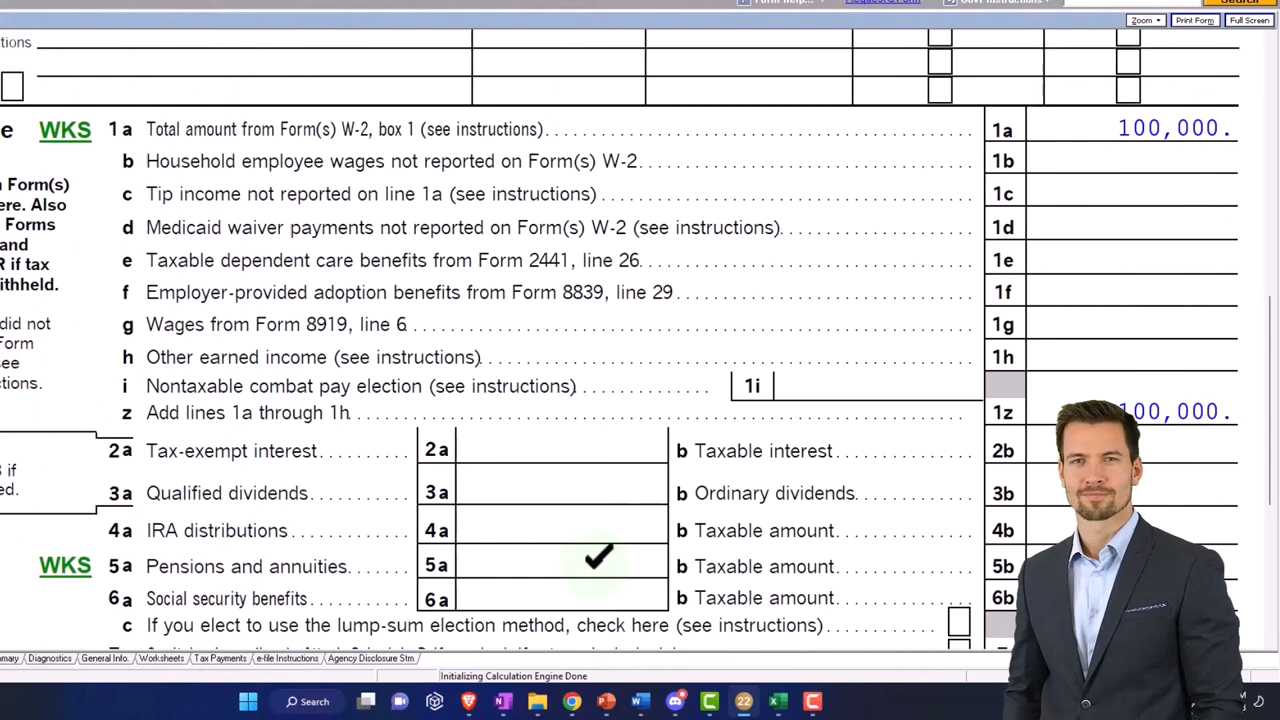 Request a Form
Zoom
Print Form
Full Screen
tions
e WKS 1a Total amount from Form(s) W-2, box 1 (see instructions) 1a 100,000.
b Household employee wages not reported on Form(s) W-2 1b
n Form(s) c Tip income not reported on line 1a (see instructions) 1c
ere. Also
Forms d Medicaid waiver payments not reported on Form(s) W-2 (see instructions) 1d
and
R if tax e Taxable dependent care benefits from Form 2441, line 26 1e
ithheld. f Employer-provided adoption benefits from Form 8839, line 29 1f
did not g Wages from Form 8919, line 6 1g
Form
see h Other earned income (see instructions) 1h
ctions. i Nontaxable combat pay election (see instructions) 1i
z Add lines 1a through 1h 1z 100,000.
2a Tax-exempt interest 2a b Taxable interest 2b
B if
ed. 3a Qualified dividends 3a b Ordinary dividends 3b
4a IRA distributions 4a b Taxable amount 4b
WKS 5a Pensions and annuities 5a b Taxable amount 5b
6a Social security benefits 6a b Taxable amount 6b
c If you elect to use the lump-sum election method, check here (see instructions)
mmary Diagnostics General Info. Worksheets Tax Payments e-file Instructions Agency Disclosure Stm
Initializing Calculation Engine Done
Search 22